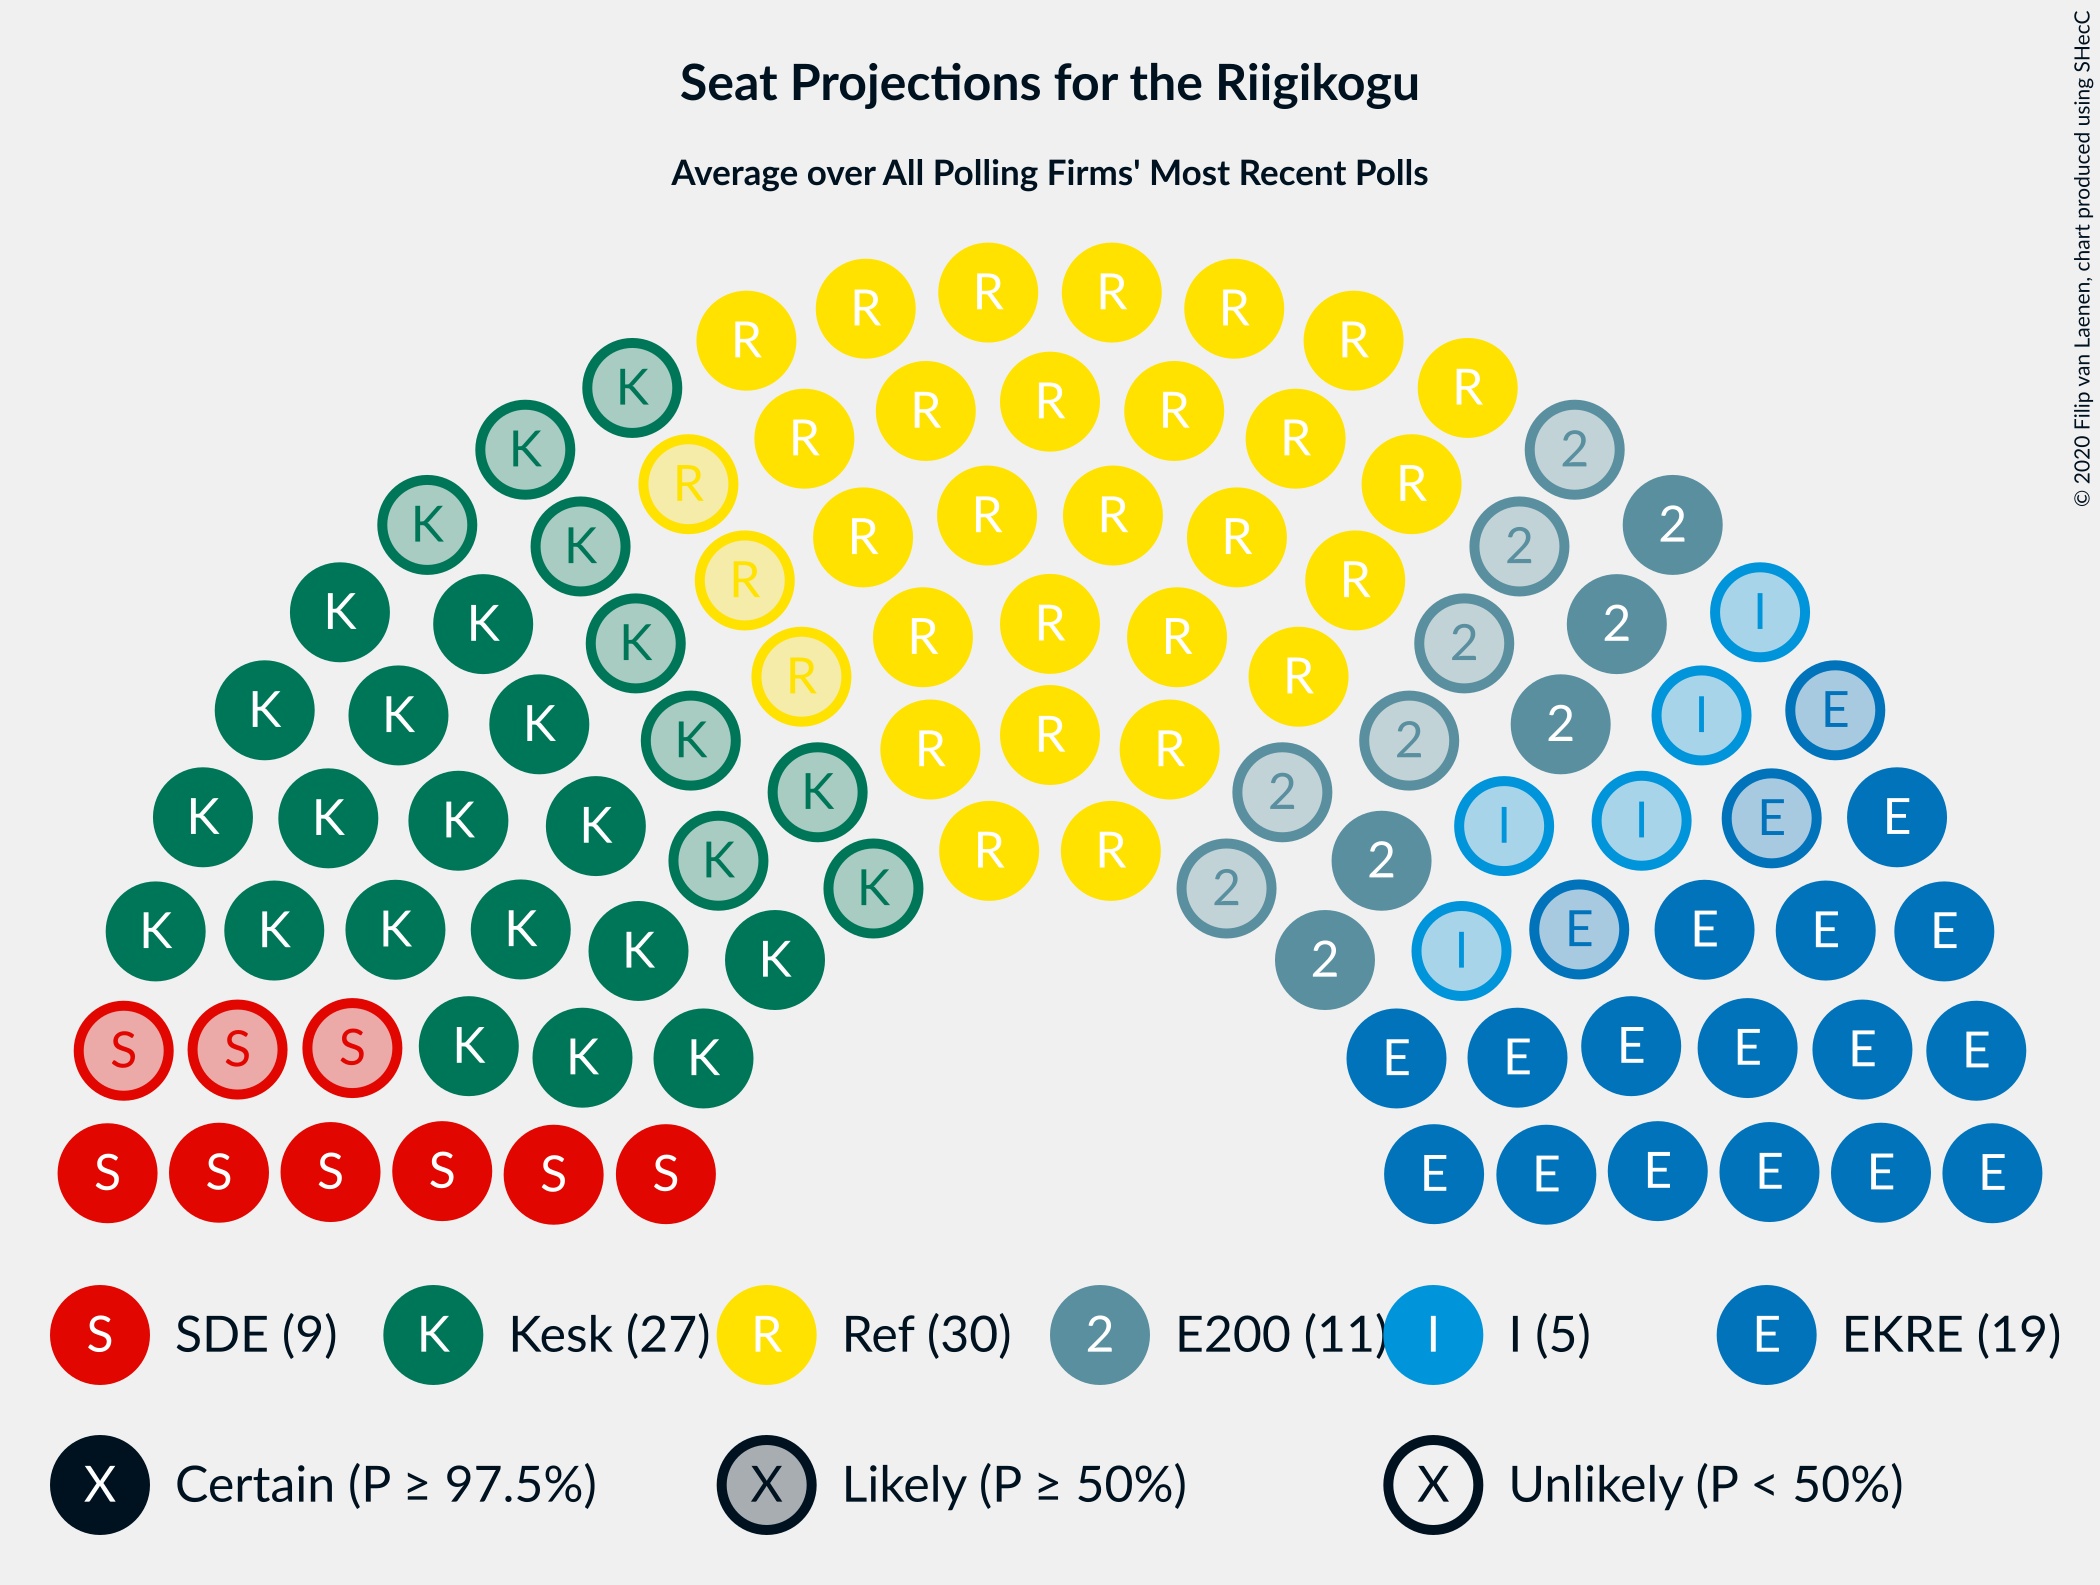 Seat Projections for the Riigikogu
Average over All Polling Firms' Most Recent Polls
© 2020 Filip van Laenen, chart produced using SHecC
R R R R
R R
K R
R R R
K R R 2
R R
K R R R R 2
K R R 2
K R R R 2
K R R R 2 I
K K 2
K K R R 2 2
K K R R R 2 I E
K K K K 2 I I E E
K R R
K K 2 2
K K K K E E E E
K K 2 I
S S S K K K E E E E E E
S S S S S S E E E E E E
S SDE (9) K Kesk (27) R Ref (30) 2 E200 (11) I I (5) E EKRE (19)
X Certain (P ≥ 97.5%) X Likely (P ≥ 50%) X Unlikely (P < 50%)